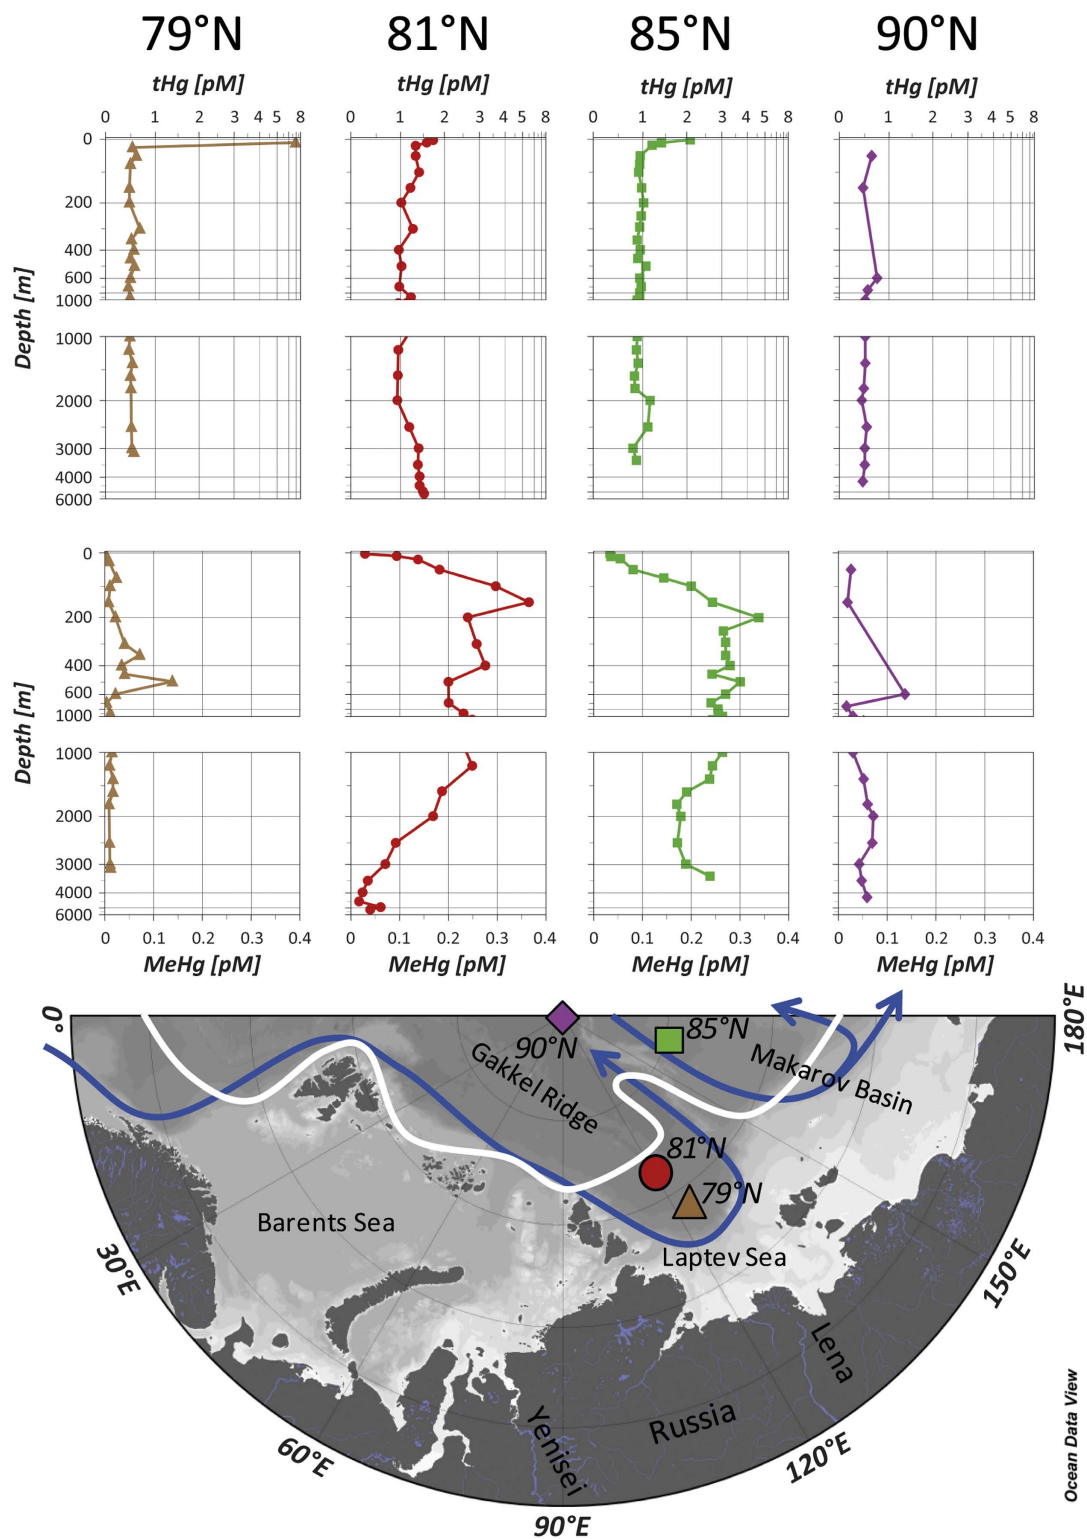 79°N 81°N 85°N 90°N
tHg [pM] tHg [pM] tHg [pM] tHg [pM]
0 1 2 3 4 5 8 0 1 2 3 4 5 8 0 1 2 3 4 5 8 0 1 2 3 4 5 8
0
200
400
600
1000
Depth [m]
1000
2000
3000
4000
6000
0
200
400
600
1000
Depth [m]
1000
2000
3000
4000
6000
0 0.1 0.2 0.3 0.4 0 0.1 0.2 0.3 0.4 0 0.1 0.2 0.3 0.4 0 0.1 0.2 0.3 0.4
MeHg [pM] MeHg [pM] MeHg [pM] MeHg [pM]
0°
180°E
85°N
90°N
Gakkel Ridge
Makarov Basin
81°N
79°N
Barents Sea
Laptev Sea
30°E
150°E
Lena
Russia
Yenisei
60°E
120°E
90°E
Ocean Data View